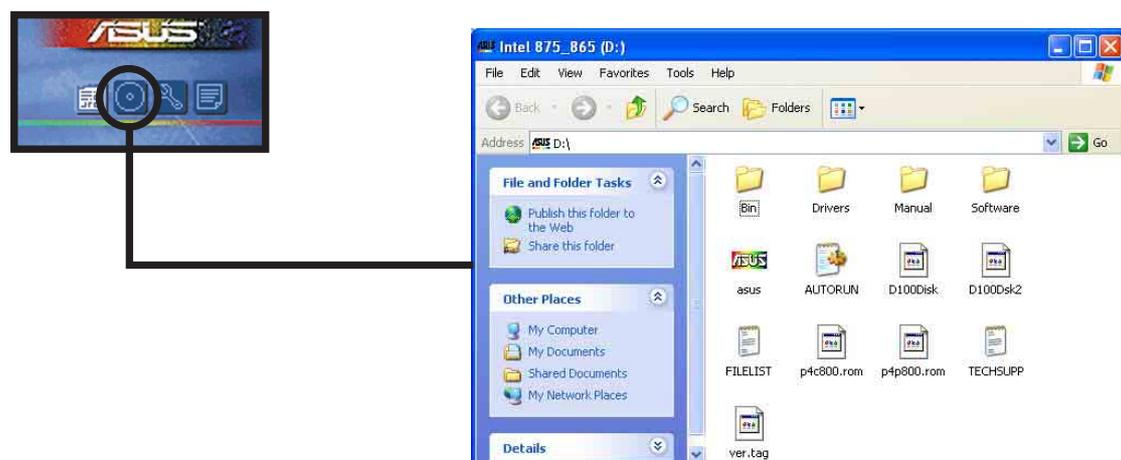 ASUS
Intel 875_865 (D:)
File Edit View Favorites Tools Help
Back Search Folders
Address D:\ Go
File and Folder Tasks
Publish this folder to
the Web
Share this folder
Other Places
My Computer
My Documents
Shared Documents
My Network Places
Details
Bin Drivers Manual Software
ASUS
asus AUTORUN D100Disk D100Dsk2
FILELIST p4c800.rom p4p800.rom TECHSUPP
ver.tag